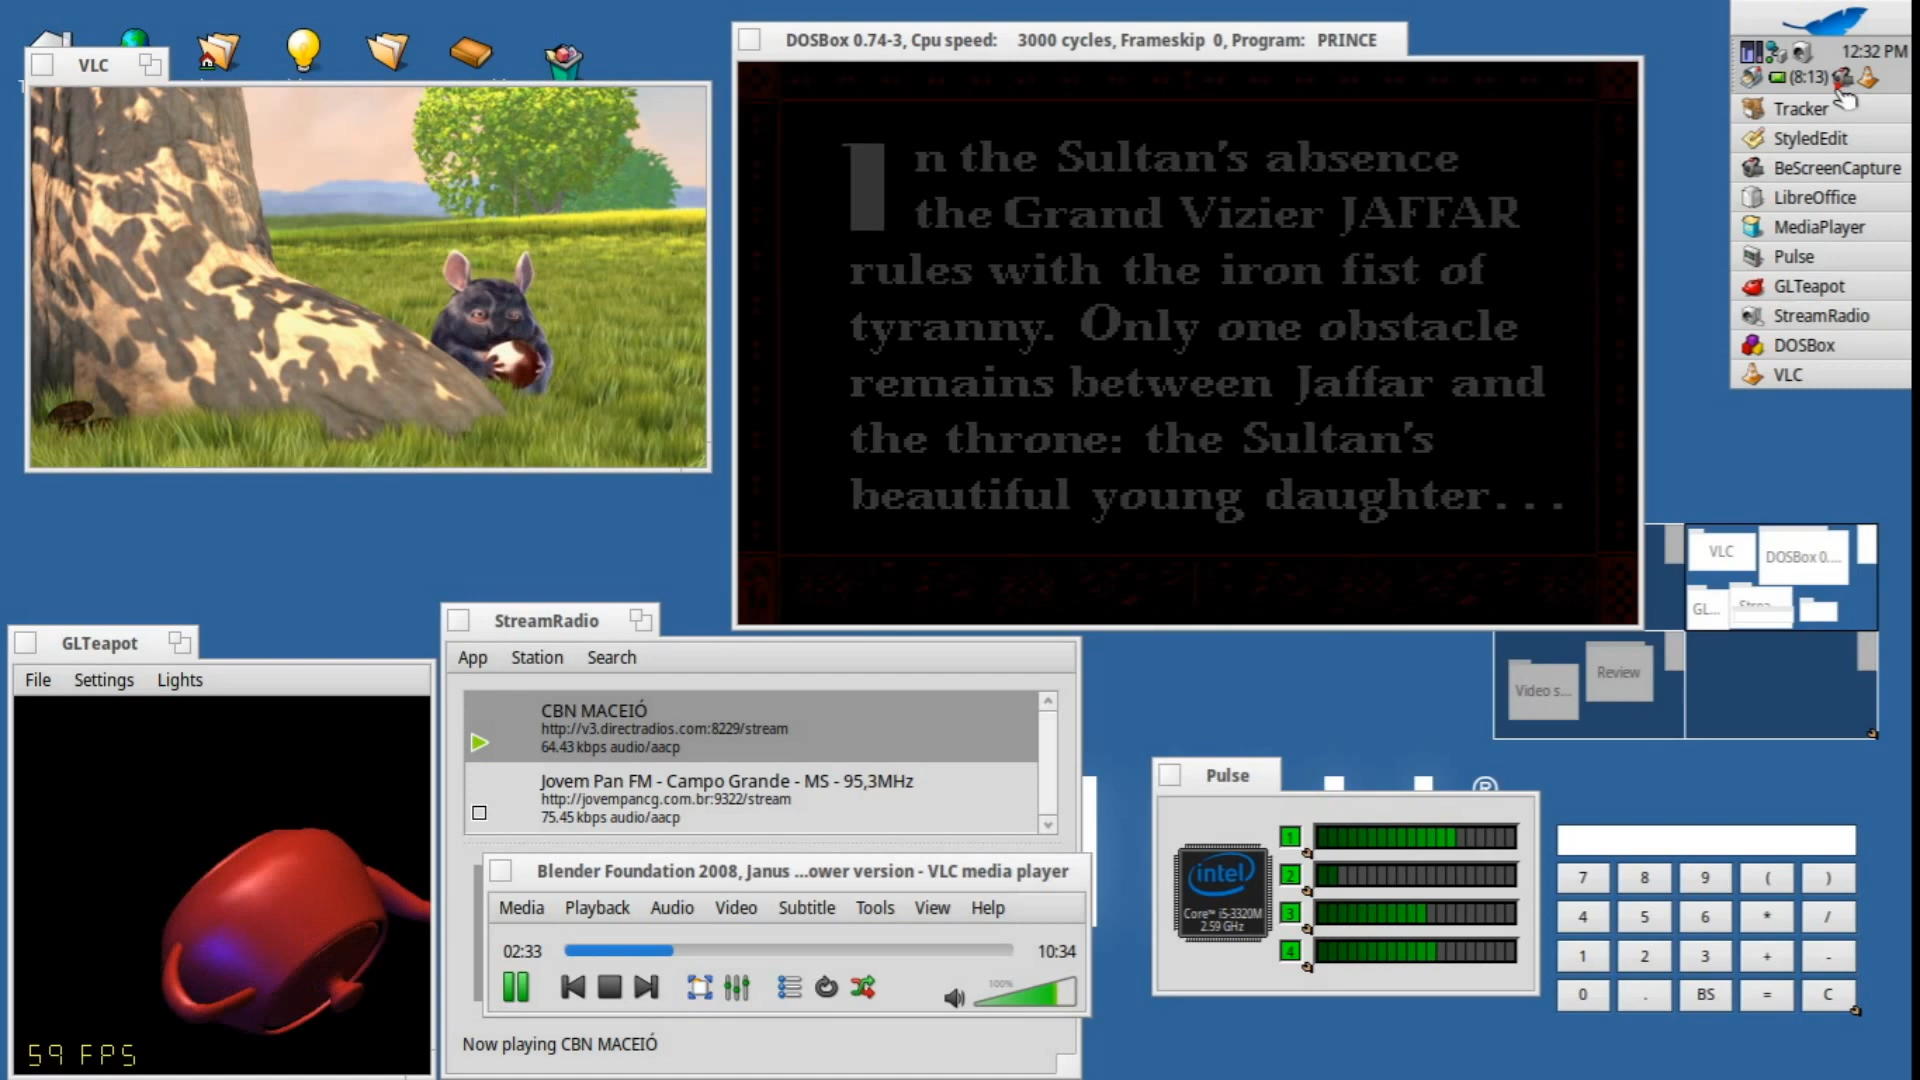 VLC
DOSBox 0.74-3, Cpu speed: 3000 cycles, Frameskip 0, Program: PRINCE
In the Sultan's absence
the Grand Vizier JAFFAR
rules with the iron fist of
tyranny. Only one obstacle
remains between Jaffar and
the throne: the Sultan's
beautiful young daughter...
12:32 PM
(8:13)
Tracker
StyledEdit
BeScreenCapture
LibreOffice
MediaPlayer
Pulse
GLTeapot
StreamRadio
DOSBox
VLC
VLC
DOSBox 0....
GL...
Strea...
Video s...
Review
GLTeapot
File Settings Lights
59 FPS
StreamRadio
App Station Search
CBN MACEIÓ
http://v3.directradios.com:8229/stream
64.43 kbps audio/aacp
Jovem Pan FM - Campo Grande - MS - 95,3MHz
http://jovempancg.com.br:9322/stream
75.45 kbps audio/aacp
Blender Foundation 2008, Janus ...ower version - VLC media player
Media Playback Audio Video Subtitle Tools View Help
02:33 10:34
100%
Now playing CBN MACEIÓ
Pulse
intel
Core™ i5-3320M
2.59 GHz
1
2
3
4
®
7 8 9 ( )
4 5 6 * /
1 2 3 + -
0 . BS = C